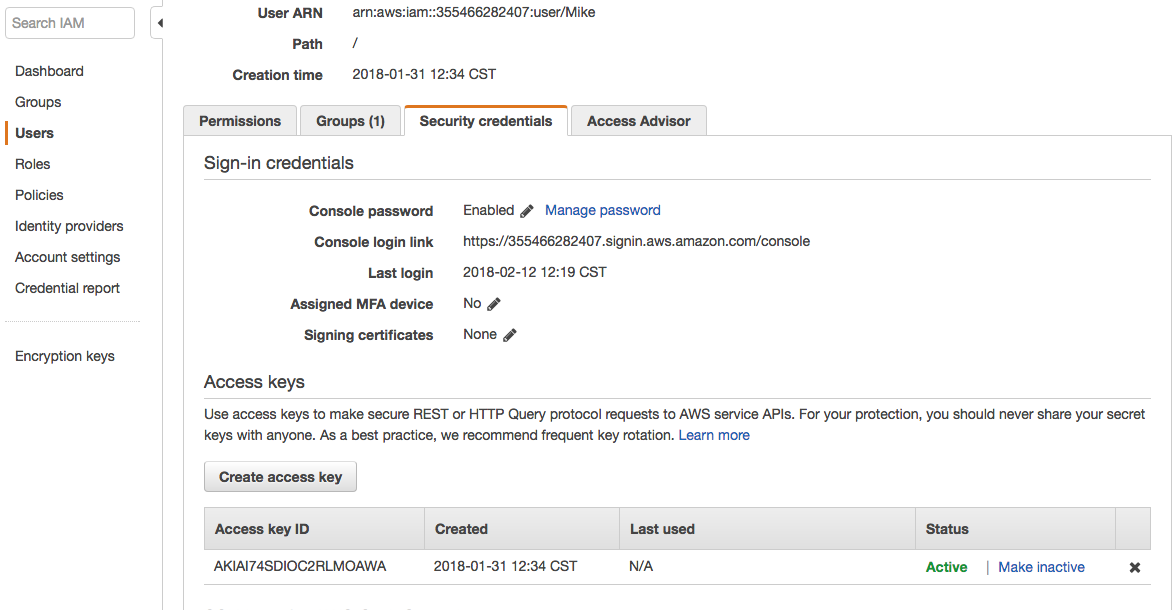 Search IAM
Dashboard
Groups
Users
Roles
Policies
Identity providers
Account settings
Credential report
Encryption keys
User ARN arn:aws:iam::355466282407:user/Mike
Path /
Creation time 2018-01-31 12:34 CST
Permissions Groups (1) Security credentials Access Advisor
Sign-in credentials
Console password Enabled Manage password
Console login link https://355466282407.signin.aws.amazon.com/console
Last login 2018-02-12 12:19 CST
Assigned MFA device No
Signing certificates None
Access keys
Use access keys to make secure REST or HTTP Query protocol requests to AWS service APIs. For your protection, you should never share your secret
keys with anyone. As a best practice, we recommend frequent key rotation. Learn more
Create access key
Access key ID Created Last used Status
AKIAI74SDIOC2RLMOAWA 2018-01-31 12:34 CST N/A Active | Make inactive